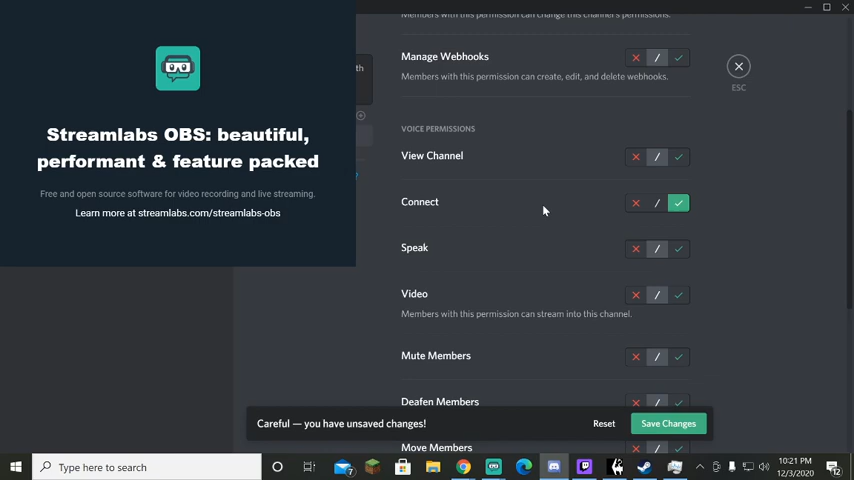 Members with this permission can change this channel's permissions.
Manage Webhooks
Members with this permission can create, edit, and delete webhooks.
th
ESC
Streamlabs OBS: beautiful,
performant & feature packed
Free and open source software for video recording and live streaming.
Learn more at streamlabs.com/streamlabs-obs
VOICE PERMISSIONS
View Channel
Connect
Speak
Video
Members with this permission can stream into this channel.
Mute Members
Deafen Members
Careful — you have unsaved changes!
Reset
Save Changes
Move Members
Type here to search
7
10:21 PM
12/3/2020
12